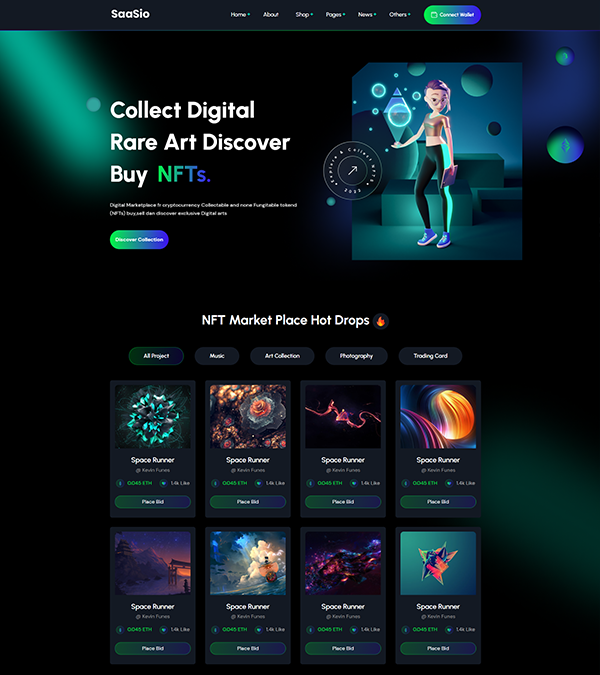 SaaSio
Home About Shop Pages News Others Connect Wallet
Collect Digital
Rare Art Discover
Buy NFTs.
Digital Marketplace fr cryptocurrency Collectable and none Fungitable tokend
(NFTs) buy,sell dan discover exclusive Digital arts
Discover Collection
NFT Market Place Hot Drops
All Project Music Art Collection Photography Trading Card
Space Runner Space Runner Space Runner Space Runner
@ Kevin Funes @ Kevin Funes @ Kevin Funes @ Kevin Funes
0.045 ETH 1.4k Like 0.045 ETH 1.4k Like 0.045 ETH 1.4k Like 0.045 ETH 1.4k Like
Place Bid Place Bid Place Bid Place Bid
Space Runner Space Runner Space Runner Space Runner
@ Kevin Funes @ Kevin Funes @ Kevin Funes @ Kevin Funes
0.045 ETH 1.4k Like 0.045 ETH 1.4k Like 0.045 ETH 1.4k Like 0.045 ETH 1.4k Like
Place Bid Place Bid Place Bid Place Bid